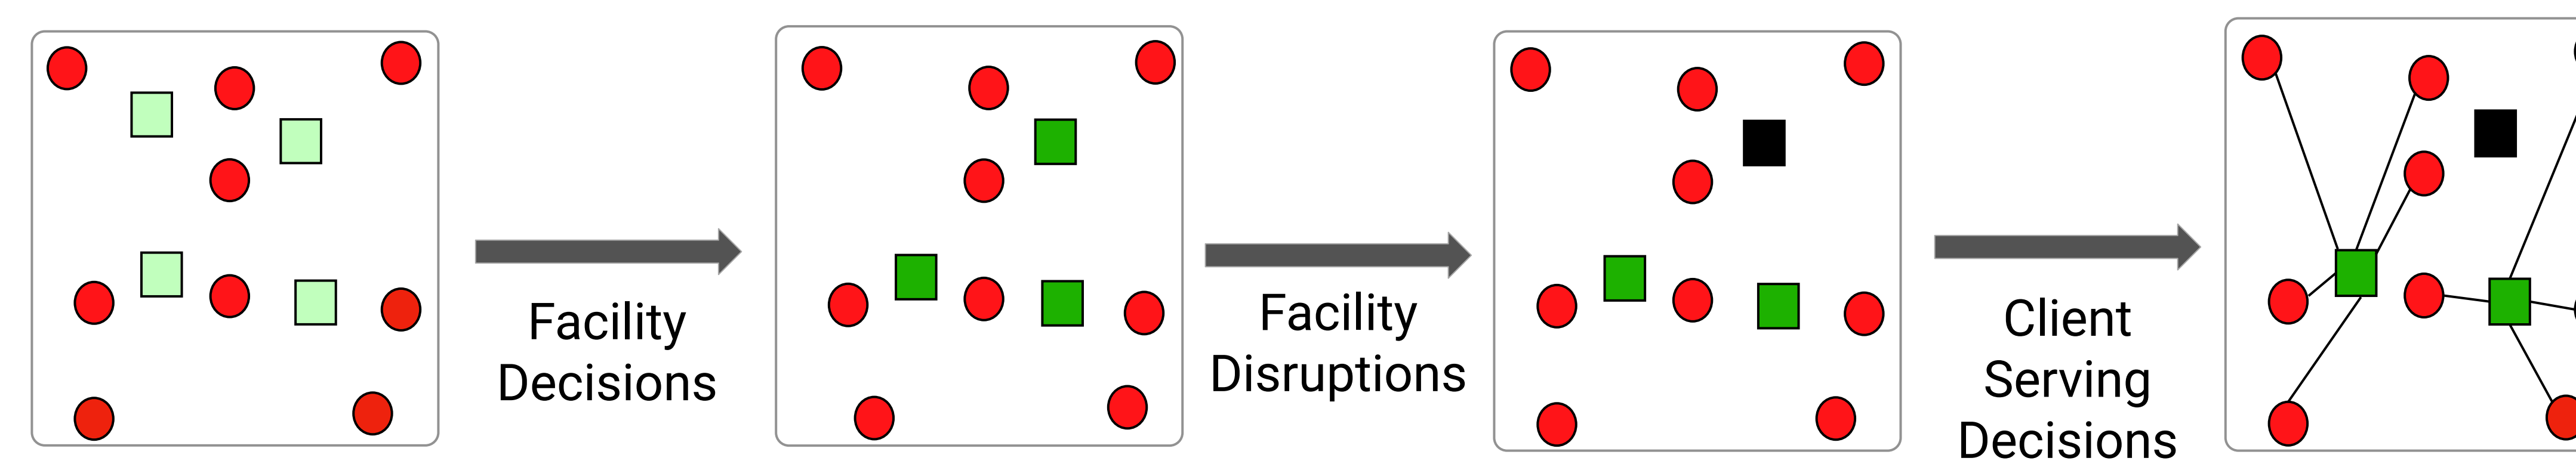 Facility
Decisions
Facility
Disruptions
Client
Serving
Decisions